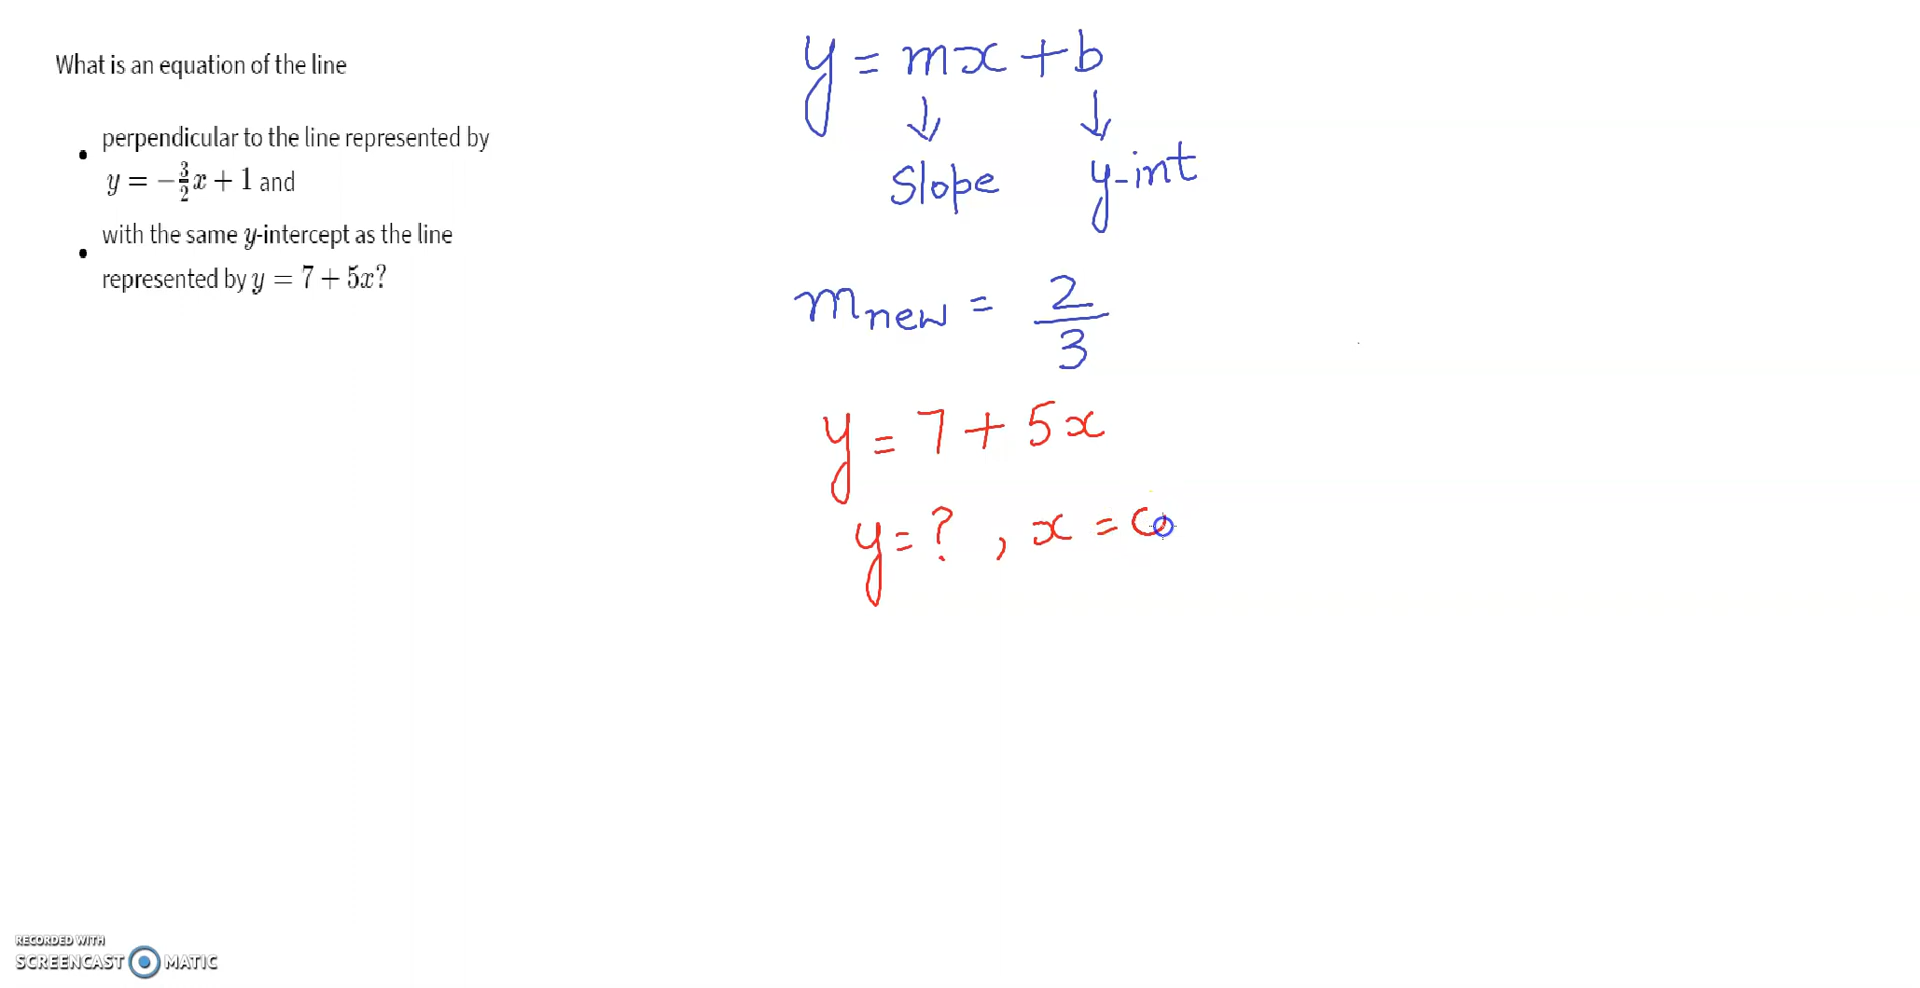 What is an equation of the line
• perpendicular to the line represented by
y = -3/2x + 1 and
• with the same y-intercept as the line
represented by y = 7 + 5x?
y = mx + b
↓ ↓
Slope y-int
m new = 2/3
y = 7 + 5x
y = ? , x =
RECORDED WITH
SCREENCAST MATIC